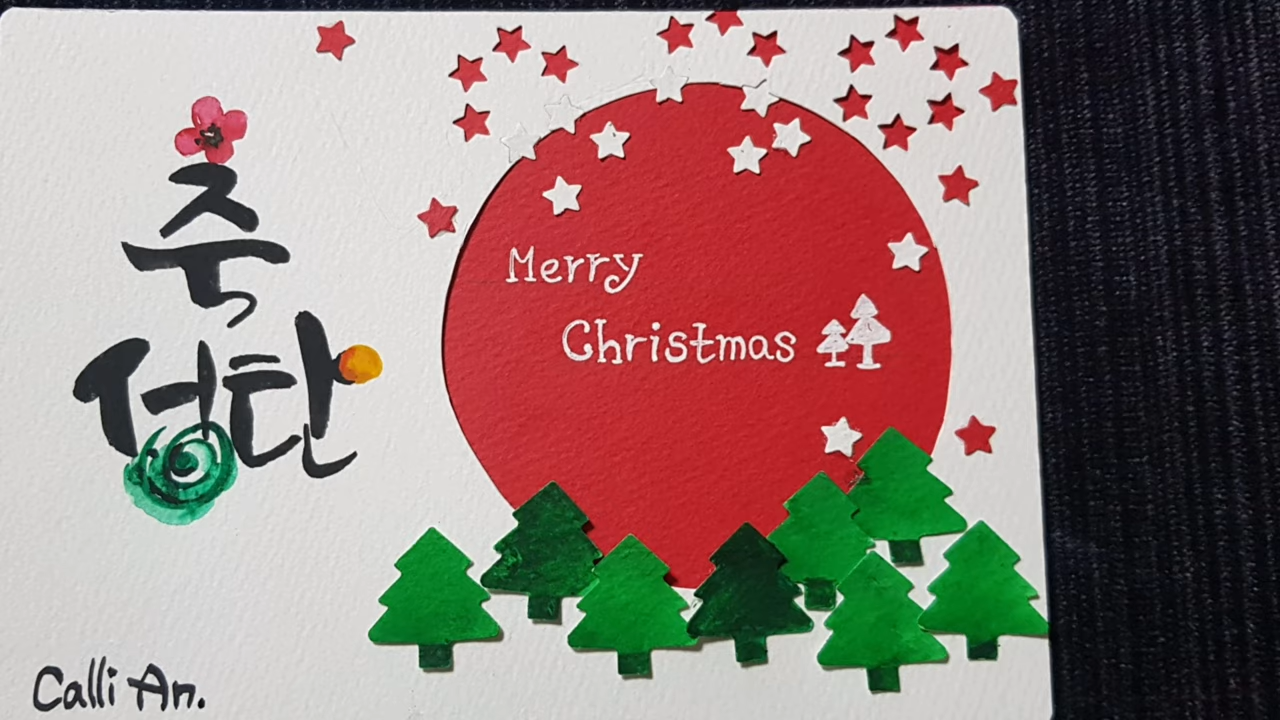 축
성탄
Merry
Christmas
Calli An.